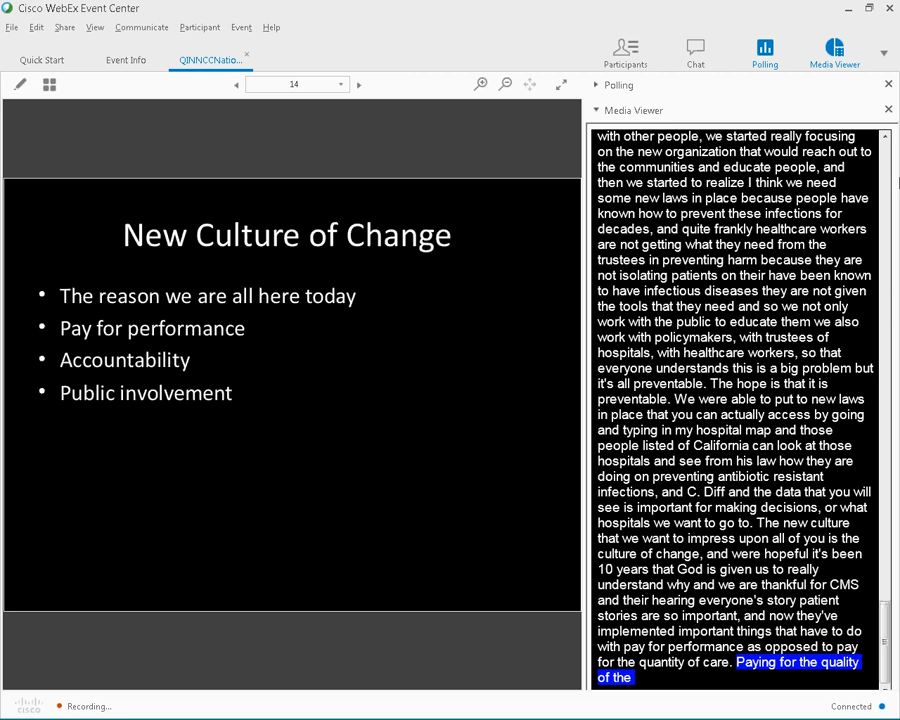 Cisco WebEx Event Center
File Edit Share View Communicate Participant Event Help
Quick Start Event Info QINNCCNatio... Participants Chat Polling Media Viewer
14
Polling
Media Viewer
New Culture of Change
• The reason we are all here today
• Pay for performance
• Accountability
• Public involvement
with other people, we started really focusing
on the new organization that would reach out to
the communities and educate people, and
then we started to realize I think we need
some new laws in place because people have
known how to prevent these infections for
decades, and quite frankly healthcare workers
are not getting what they need from the
trustees in preventing harm because they are
not isolating patients on their have been known
to have infectious diseases they are not given
the tools that they need and so we not only
work with the public to educate them we also
work with policymakers, with trustees of
hospitals, with healthcare workers, so that
everyone understands this is a big problem but
it's all preventable. The hope is that it is
preventable. We were able to put to new laws
in place that you can actually access by going
and typing in my hospital map and those
people listed of California can look at those
hospitals and see from his law how they are
doing on preventing antibiotic resistant
infections, and C. Diff and the data that you will
see is important for making decisions, or what
hospitals we want to go to. The new culture
that we want to impress upon all of you is the
culture of change, and were hopeful it's been
10 years that God is given us to really
understand why and we are thankful for CMS
and their hearing everyone's story patient
stories are so important, and now they've
implemented important things that have to do
with pay for performance as opposed to pay
for the quantity of care. Paying for the quality
of the
cisco Recording... Connected